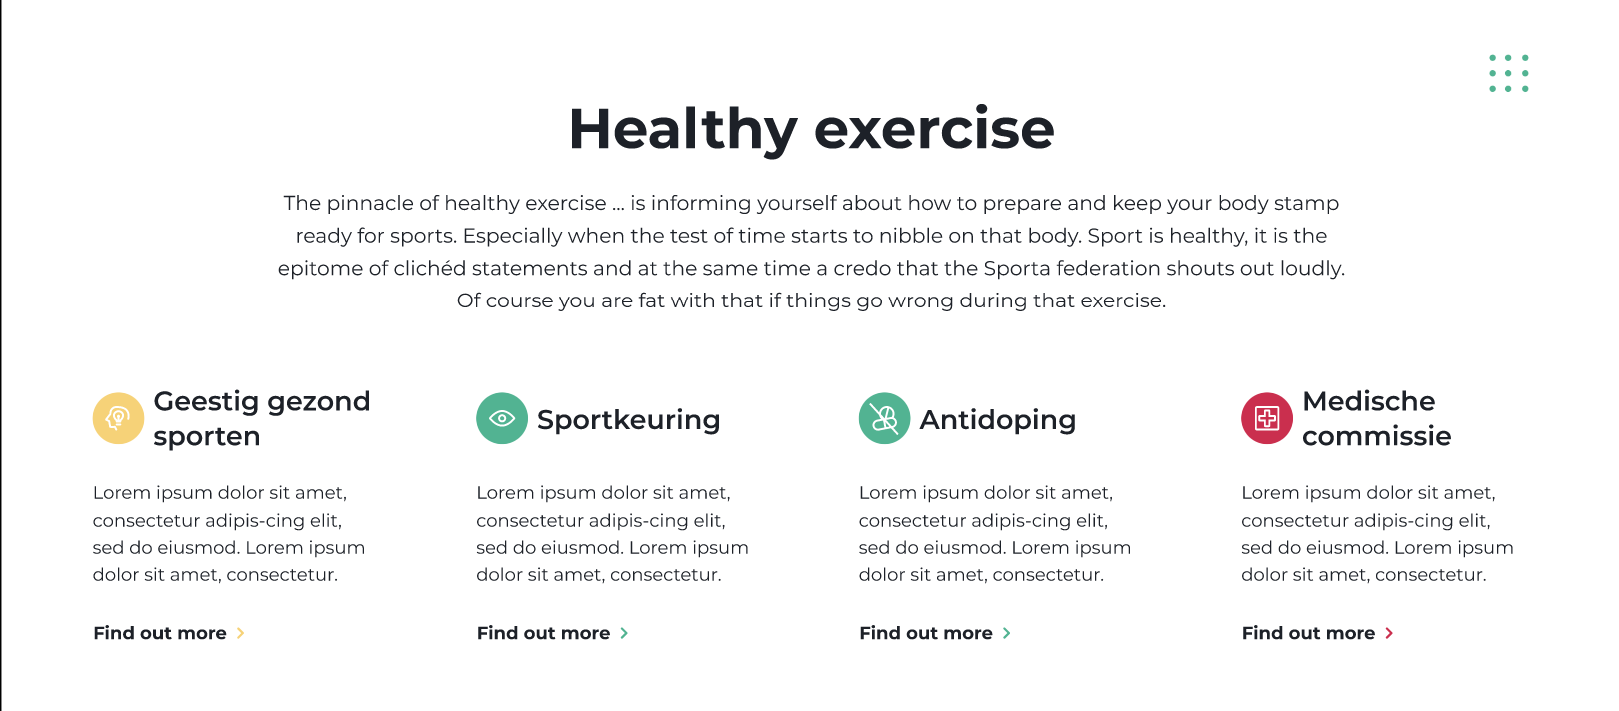 Healthy exercise
The pinnacle of healthy exercise ... is informing yourself about how to prepare and keep your body stamp
ready for sports. Especially when the test of time starts to nibble on that body. Sport is healthy, it is the
epitome of clichéd statements and at the same time a credo that the Sporta federation shouts out loudly.
Of course you are fat with that if things go wrong during that exercise.
Geestig gezond
sporten
Lorem ipsum dolor sit amet,
consectetur adipis-cing elit,
sed do eiusmod. Lorem ipsum
dolor sit amet, consectetur.
Find out more
Sportkeuring
Lorem ipsum dolor sit amet,
consectetur adipis-cing elit,
sed do eiusmod. Lorem ipsum
dolor sit amet, consectetur.
Find out more
Antidoping
Lorem ipsum dolor sit amet,
consectetur adipis-cing elit,
sed do eiusmod. Lorem ipsum
dolor sit amet, consectetur.
Find out more
Medische
commissie
Lorem ipsum dolor sit amet,
consectetur adipis-cing elit,
sed do eiusmod. Lorem ipsum
dolor sit amet, consectetur.
Find out more